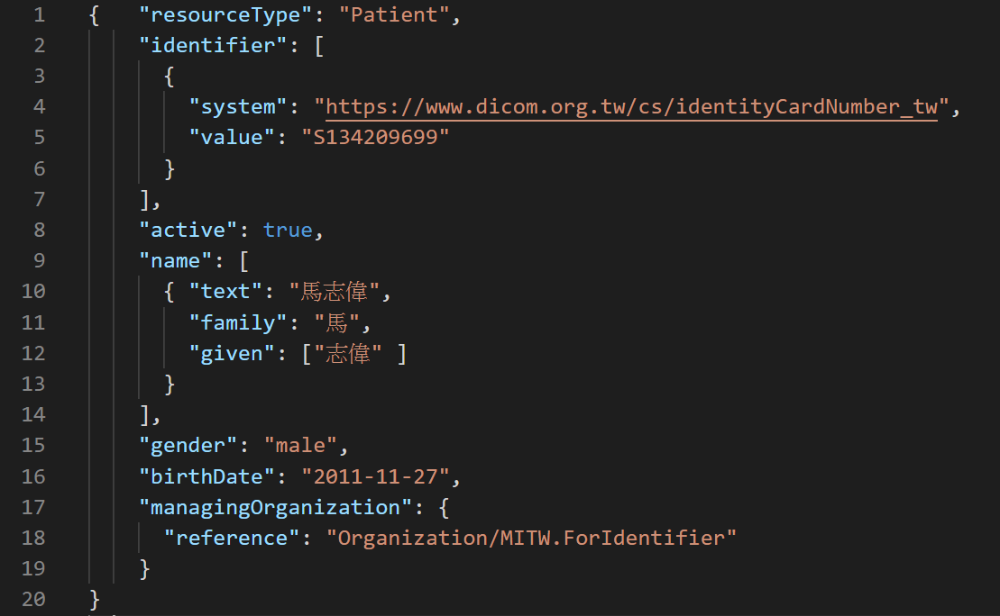 1 { "resourceType": "Patient",
2 "identifier": [
3 {
4 "system": "https://www.dicom.org.tw/cs/identityCardNumber_tw",
5 "value": "S134209699"
6 }
7 ],
8 "active": true,
9 "name": [
10 { "text": "馬志偉",
11 "family": "馬",
12 "given": ["志偉" ]
13 }
14 ],
15 "gender": "male",
16 "birthDate": "2011-11-27",
17 "managingOrganization": {
18 "reference": "Organization/MITW.ForIdentifier"
19 }
20 }